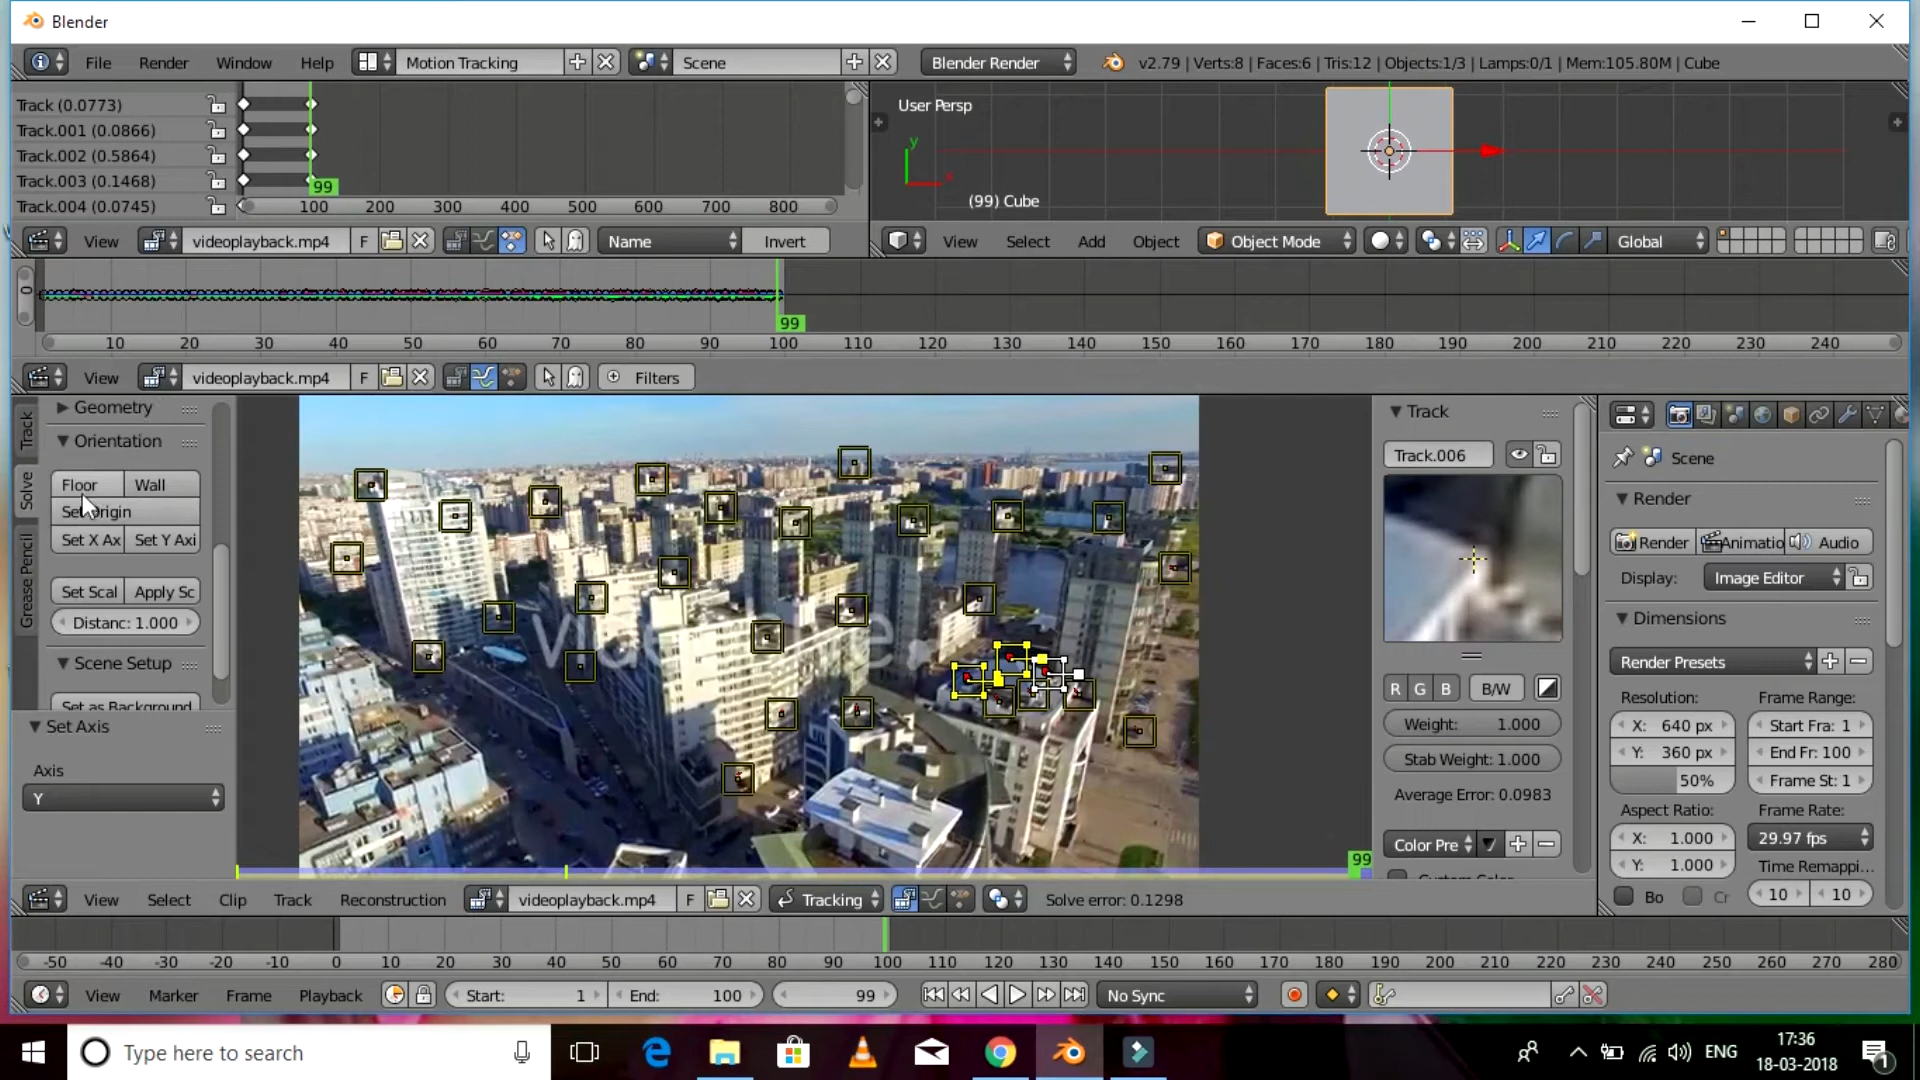 Blender
File Render Window Help Motion Tracking Scene Blender Render v2.79 | Verts:8 | Faces:6 | Tris:12 | Objects:1/3 | Lamps:0/1 | Mem:105.80M | Cube
Track (0.0773)
Track.001 (0.0866)
Track.002 (0.5864)
Track.003 (0.1468)
Track.004 (0.0745)
99
100 200 300 400 500 600 700 800
User Persp
y
x
(99) Cube
View videoplayback.mp4 F Name Invert
View Select Add Object Object Mode Global
0
99
10 20 30 40 50 60 70 80 90 100 110 120 130 140 150 160 170 180 190 200 210 220 230 240
View videoplayback.mp4 F Filters
Track
Solve
Grease Pencil
Geometry
Orientation
Floor Wall
Set Origin
Set X Ax Set Y Axi
Set Scal Apply Sc
Distanc: 1.000
Scene Setup
Set as Background
Set Axis
Axis
Y
99
Track
Track.006
R G B B/W
Weight: 1.000
Stab Weight: 1.000
Average Error: 0.0983
Color Pre
Custom Color
Scene
Render
Render Animatio Audio
Display: Image Editor
Dimensions
Render Presets
Resolution: Frame Range:
X: 640 px Start Fra: 1
Y: 360 px End Fr: 100
50% Frame St: 1
Aspect Ratio: Frame Rate:
X: 1.000 29.97 fps
Y: 1.000 Time Remappi...
Bo Cr 10 10
View Select Clip Track Reconstruction videoplayback.mp4 F Tracking Solve error: 0.1298
-50 -40 -30 -20 -10 0 10 20 30 40 50 60 70 80 90 100 110 120 130 140 150 160 170 180 190 200 210 220 230 240 250 260 270 280
View Marker Frame Playback Start: 1 End: 100 99 No Sync
Type here to search
ENG
17:36
18-03-2018
1